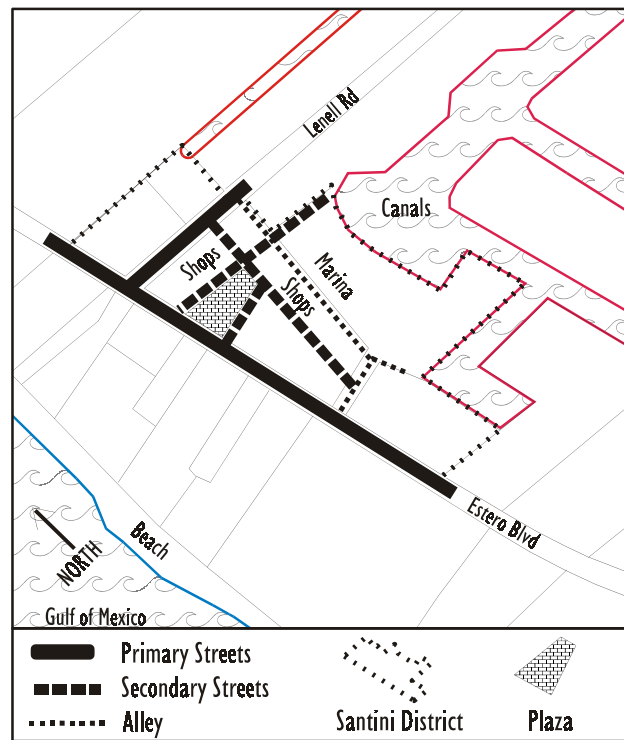 Lenell Rd
Canals
Shops
Marina
Shops
Estero Blvd
Beach
NORTH
Gulf of Mexico
Primary Streets
Secondary Streets
Alley
Santini District
Plaza